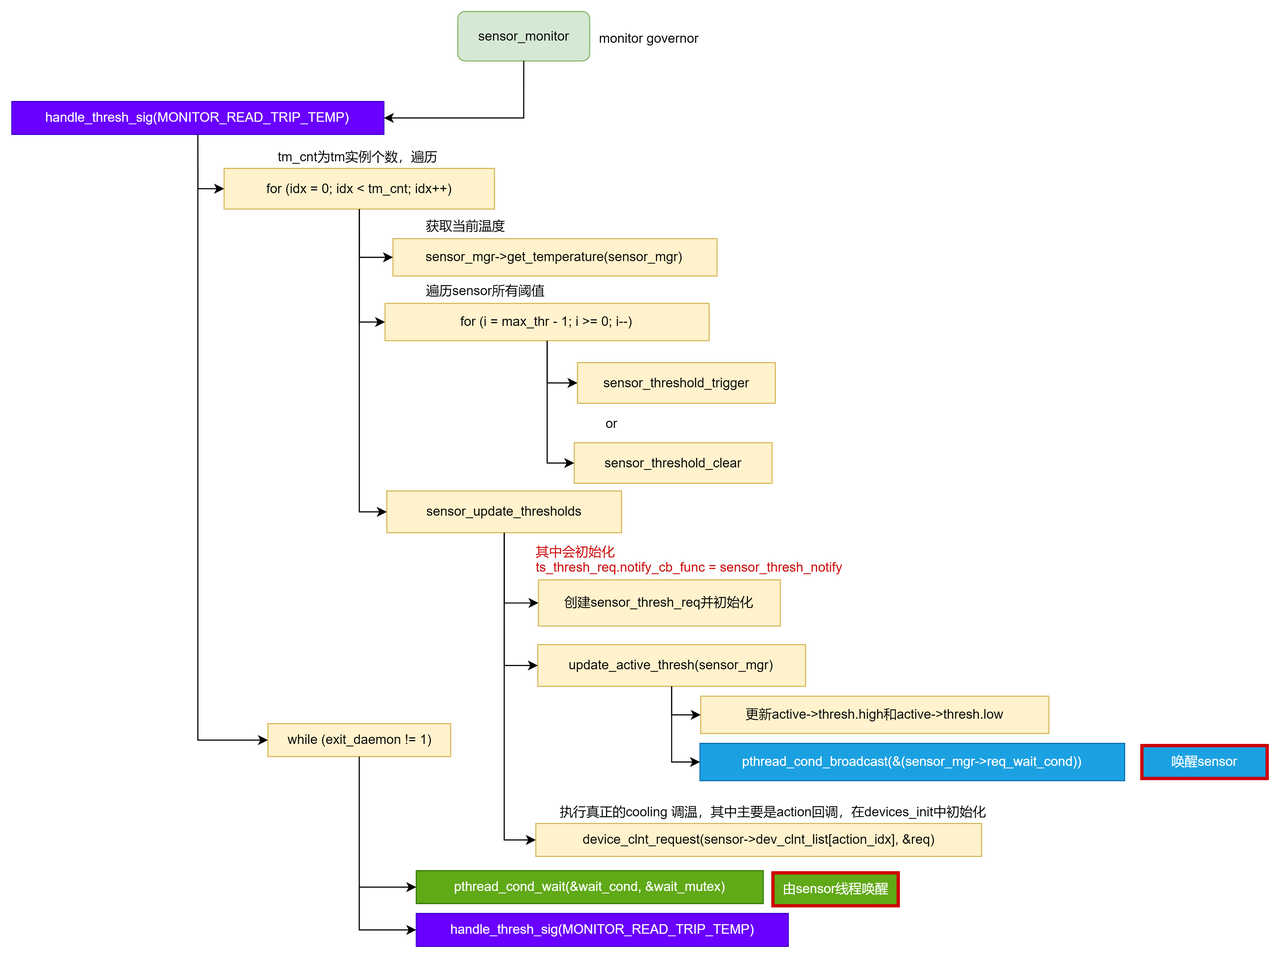 sensor_monitor
monitor governor
handle_thresh_sig(MONITOR_READ_TRIP_TEMP)
tm_cnt为tm实例个数，遍历
for (idx = 0; idx < tm_cnt; idx++)
获取当前温度
sensor_mgr->get_temperature(sensor_mgr)
遍历sensor所有阈值
for (i = max_thr - 1; i >= 0; i--)
sensor_threshold_trigger
or
sensor_threshold_clear
sensor_update_thresholds
其中会初始化
ts_thresh_req.notify_cb_func = sensor_thresh_notify
创建sensor_thresh_req并初始化
update_active_thresh(sensor_mgr)
更新active->thresh.high和active->thresh.low
while (exit_daemon != 1)
pthread_cond_broadcast(&(sensor_mgr->req_wait_cond))
唤醒sensor
执行真正的cooling 调温，其中主要是action回调，在devices_init中初始化
device_clnt_request(sensor->dev_clnt_list[action_idx], &req)
pthread_cond_wait(&wait_cond, &wait_mutex)
由sensor线程唤醒
handle_thresh_sig(MONITOR_READ_TRIP_TEMP)